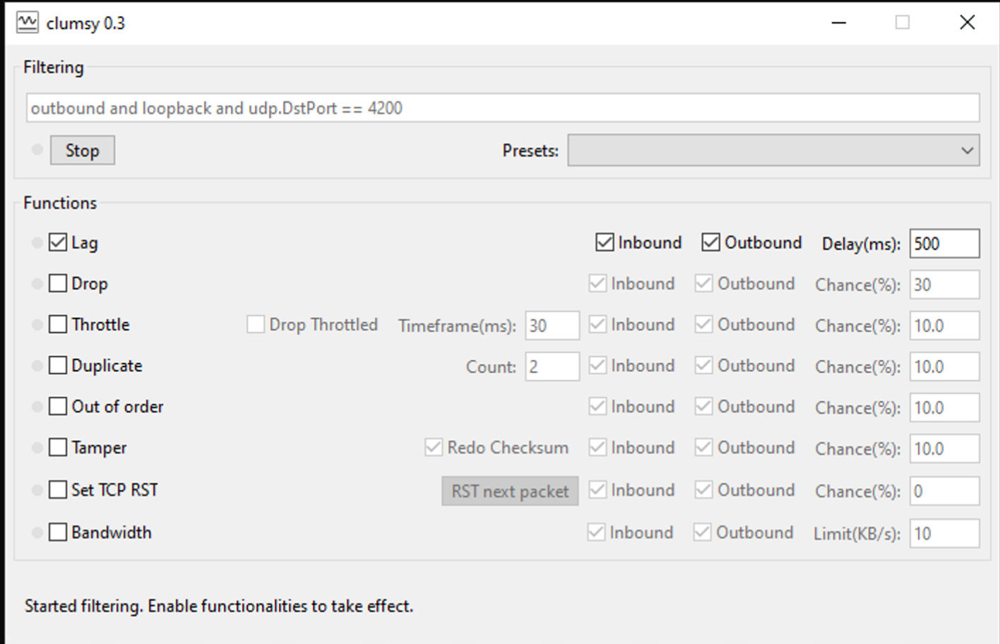 clumsy 0.3
Filtering
outbound and loopback and udp.DstPort == 4200
Stop Presets:
Functions
Lag Inbound Outbound Delay(ms): 500
Drop Inbound Outbound Chance(%): 30
Throttle Drop Throttled Timeframe(ms): 30 Inbound Outbound Chance(%): 10.0
Duplicate Count: 2 Inbound Outbound Chance(%): 10.0
Out of order Inbound Outbound Chance(%): 10.0
Tamper Redo Checksum Inbound Outbound Chance(%): 10.0
Set TCP RST RST next packet Inbound Outbound Chance(%): 0
Bandwidth Inbound Outbound Limit(KB/s): 10
Started filtering. Enable functionalities to take effect.